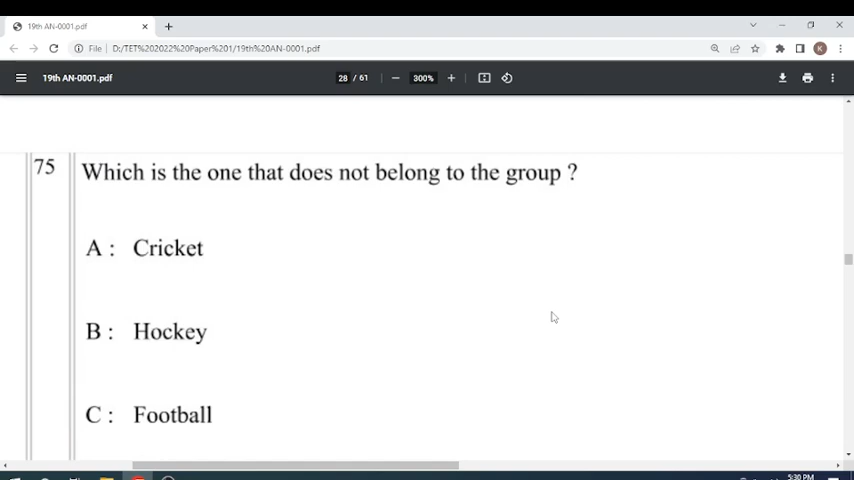 19th AN-0001.pdf
File
D:/TET%202022%20Paper%201/19th%20AN-0001.pdf
K
19th AN-0001.pdf
28 / 61
300%
75
Which is the one that does not belong to the group ?
A : Cricket
B : Hockey
C : Football
5:30 PM